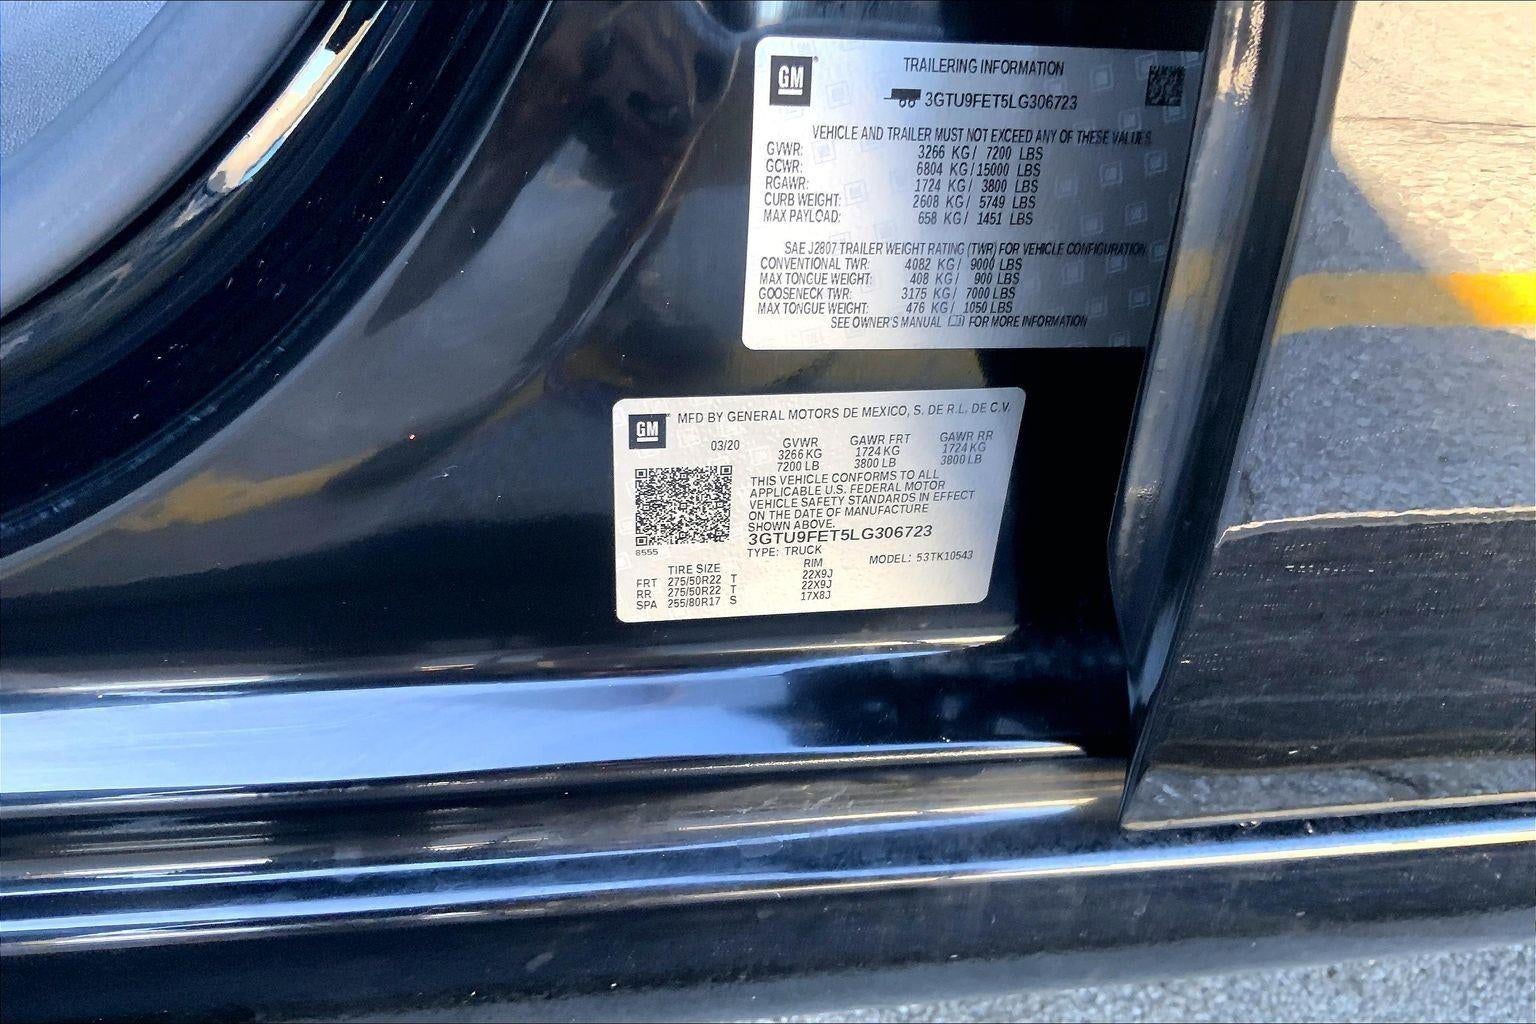 GM
TRAILERING INFORMATION
3GTU9FET5LG306723
VEHICLE AND TRAILER MUST NOT EXCEED ANY OF THESE VALUES
GVWR: 3266 KG / 7200 LBS
GCWR: 6804 KG / 15000 LBS
RGAWR: 1724 KG / 3800 LBS
CURB WEIGHT: 2608 KG / 5749 LBS
MAX PAYLOAD: 658 KG / 1451 LBS
SAE J2807 TRAILER WEIGHT RATING (TWR) FOR VEHICLE CONFIGURATION
CONVENTIONAL TWR: 4082 KG / 9000 LBS
MAX TONGUE WEIGHT: 408 KG / 900 LBS
GOOSENECK TWR: 3175 KG / 7000 LBS
MAX TONGUE WEIGHT: 476 KG / 1050 LBS
SEE OWNER'S MANUAL FOR MORE INFORMATION
GM
MFD BY GENERAL MOTORS DE MEXICO, S. DE R.L. DE C.V.
03/20 GVWR GAWR FRT GAWR RR
3266 KG 1724 KG 1724 KG
7200 LB 3800 LB 3800 LB
THIS VEHICLE CONFORMS TO ALL
APPLICABLE U.S. FEDERAL MOTOR
VEHICLE SAFETY STANDARDS IN EFFECT
ON THE DATE OF MANUFACTURE
SHOWN ABOVE.
3GTU9FET5LG306723
8555
TYPE: TRUCK MODEL: 53TK10543
TIRE SIZE RIM
FRT 275/50R22 T 22X9J
RR 275/50R22 T 22X9J
SPA 255/80R17 S 17X8J